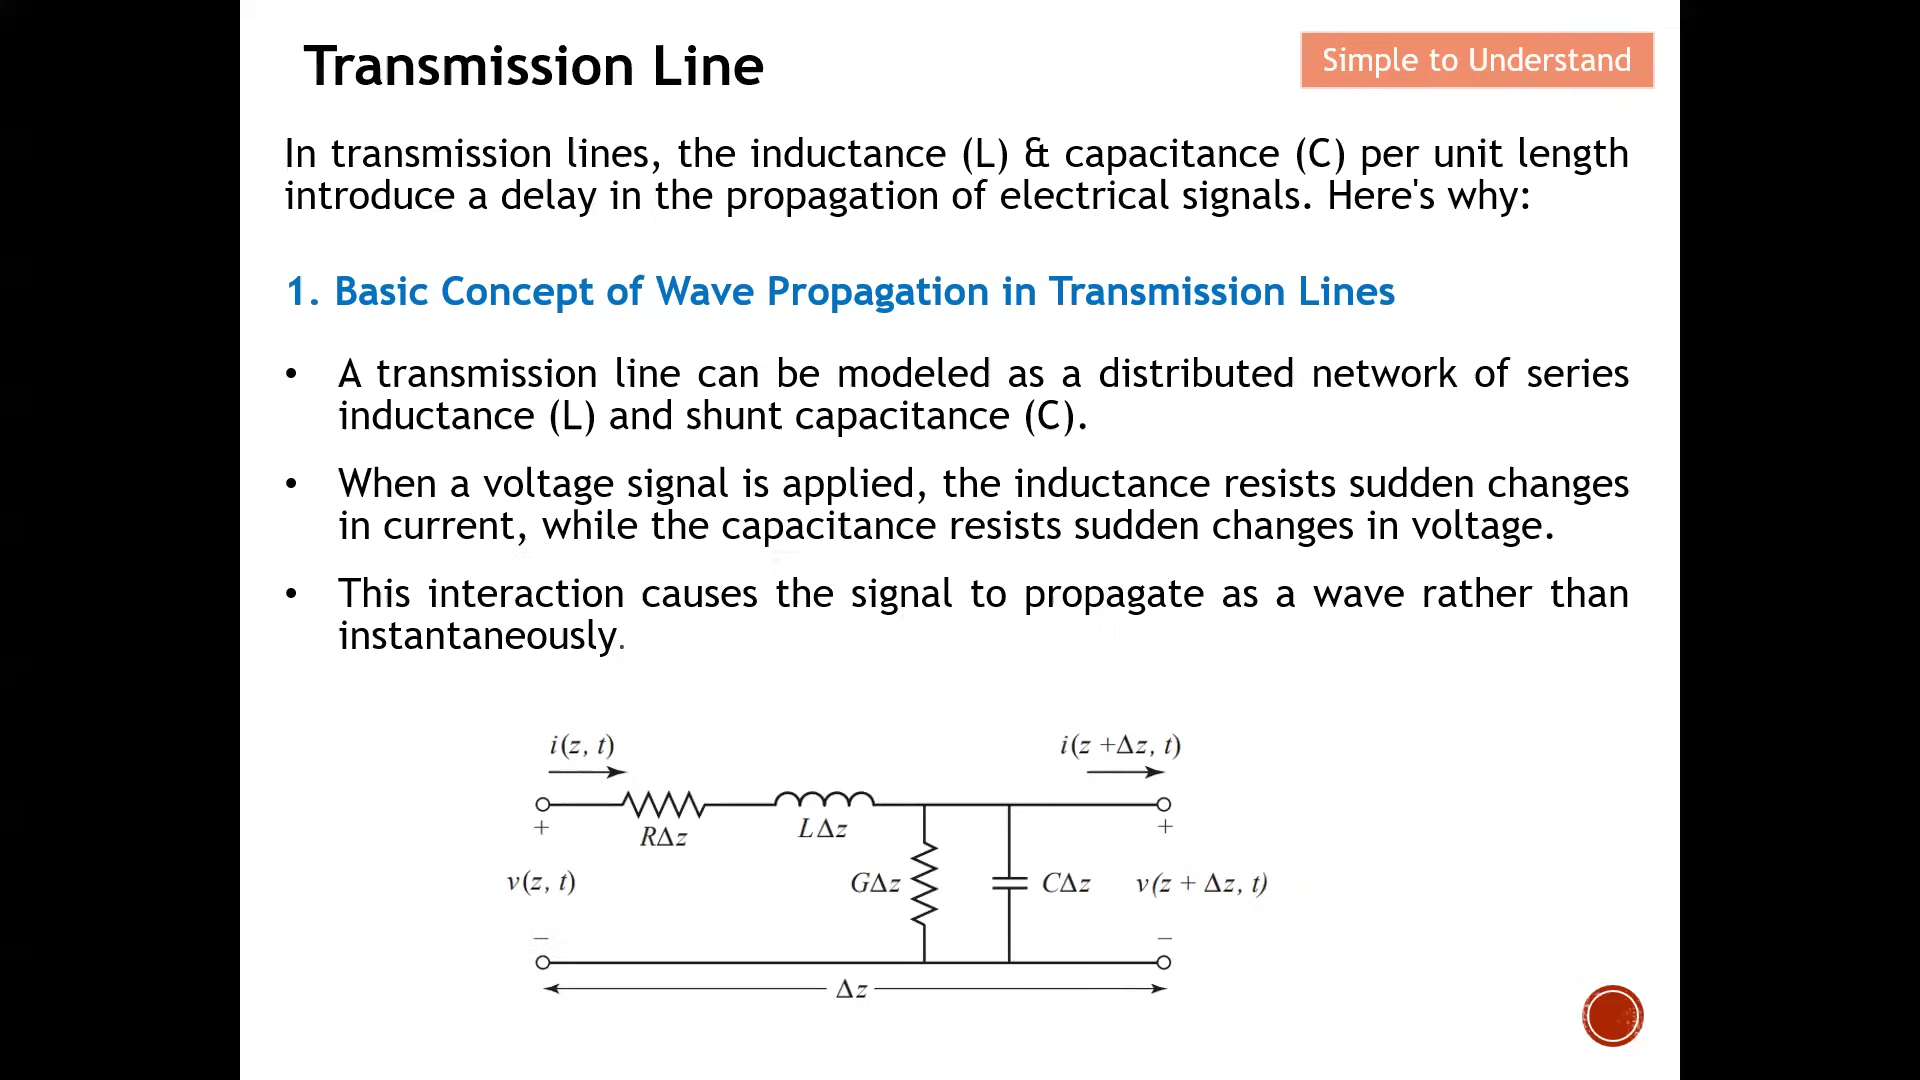 Transmission Line
Simple to Understand
In transmission lines, the inductance (L) & capacitance (C) per unit length
introduce a delay in the propagation of electrical signals. Here's why:
1. Basic Concept of Wave Propagation in Transmission Lines
• A transmission line can be modeled as a distributed network of series
inductance (L) and shunt capacitance (C).
• When a voltage signal is applied, the inductance resists sudden changes
in current, while the capacitance resists sudden changes in voltage.
• This interaction causes the signal to propagate as a wave rather than
instantaneously.
i(z, t)
i(z +Δz, t)
+
RΔz
LΔz
+
v(z, t)
GΔz
CΔz
v(z + Δz, t)
–
–
Δz